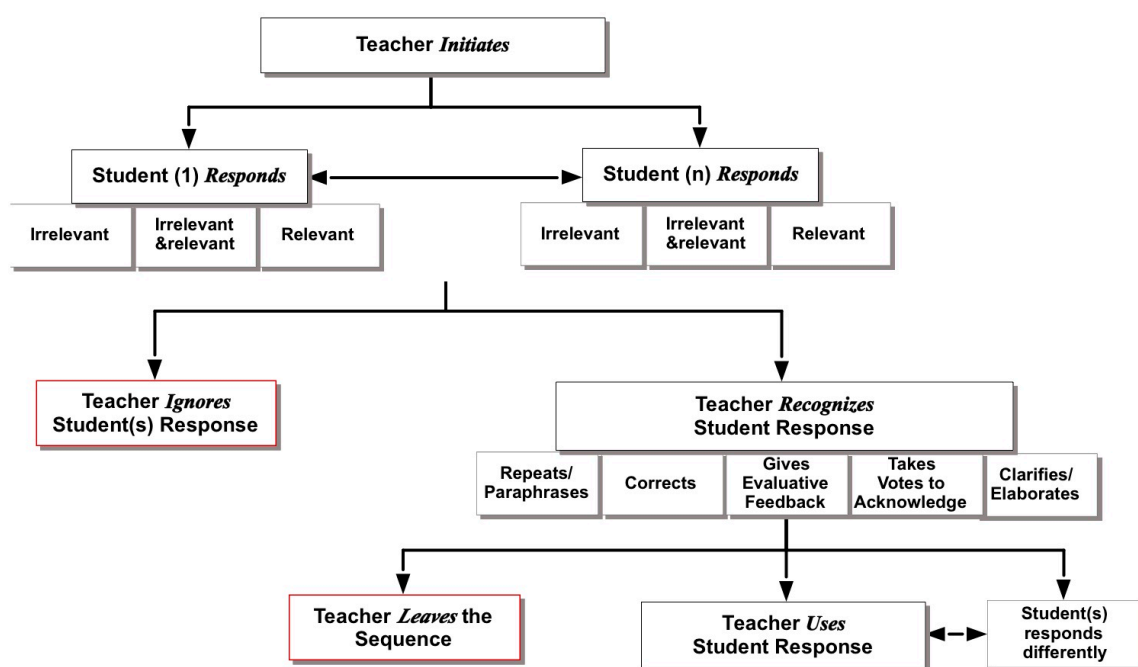 Teacher Initiates
Student (1) Responds
Student (n) Responds
Irrelevant
Irrelevant
&relevant
Relevant
Irrelevant
Irrelevant
&relevant
Relevant
Teacher Ignores
Student(s) Response
Teacher Recognizes
Student Response
Repeats/
Paraphrases
Corrects
Gives
Evaluative
Feedback
Takes
Votes to
Acknowledge
Clarifies/
Elaborates
Teacher Leaves the
Sequence
Teacher Uses
Student Response
Student(s)
responds
differently